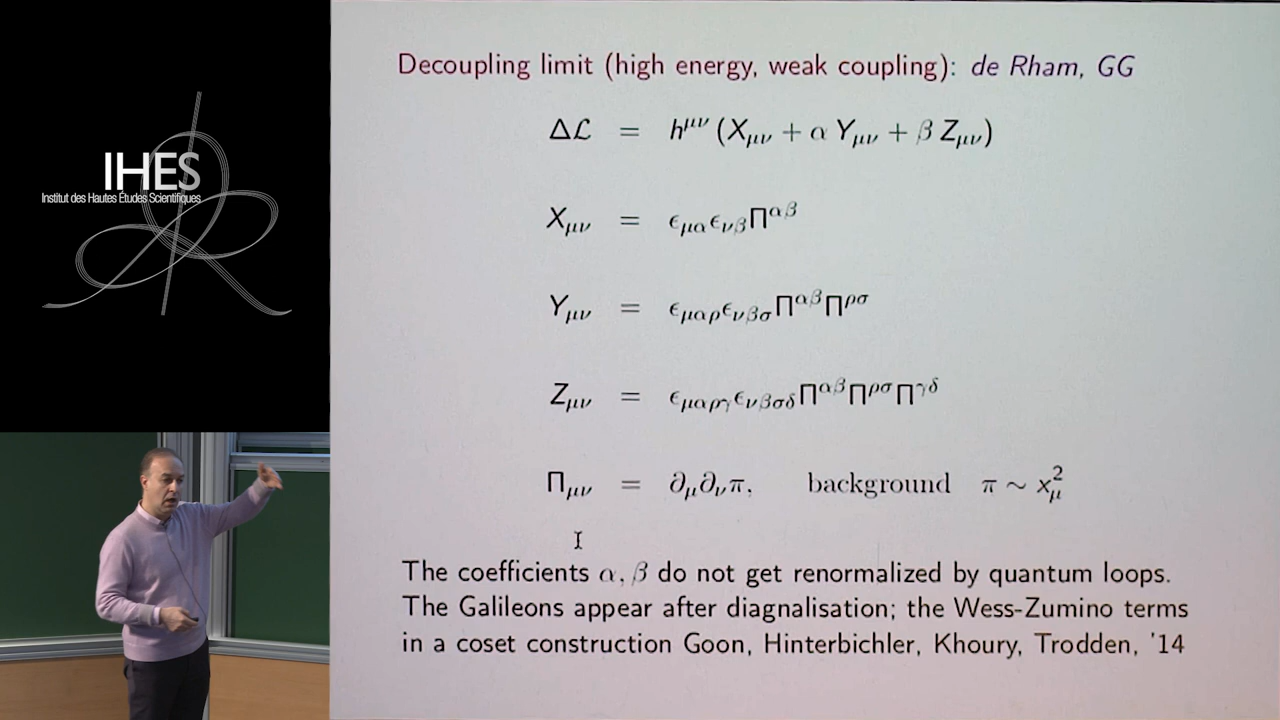 IHES
Institut des Hautes Études Scientifiques
Decoupling limit (high energy, weak coupling): de Rham, GG
Δℒ = h^{μν} (X_{μν} + α Y_{μν} + β Z_{μν})
X_{μν} = ϵ_{μα}ϵ_{νβ}Π^{αβ}
Y_{μν} = ϵ_{μαρ}ϵ_{νβσ}Π^{αβ}Π^{ρσ}
Z_{μν} = ϵ_{μαργ}ϵ_{νβσδ}Π^{αβ}Π^{ρσ}Π^{γδ}
Π_{μν} = ∂_μ∂_νπ, background π ∼ x_μ^2
The coefficients α, β do not get renormalized by quantum loops.
The Galileons appear after diagnalisation; the Wess-Zumino terms
in a coset construction Goon, Hinterbichler, Khoury, Trodden, '14